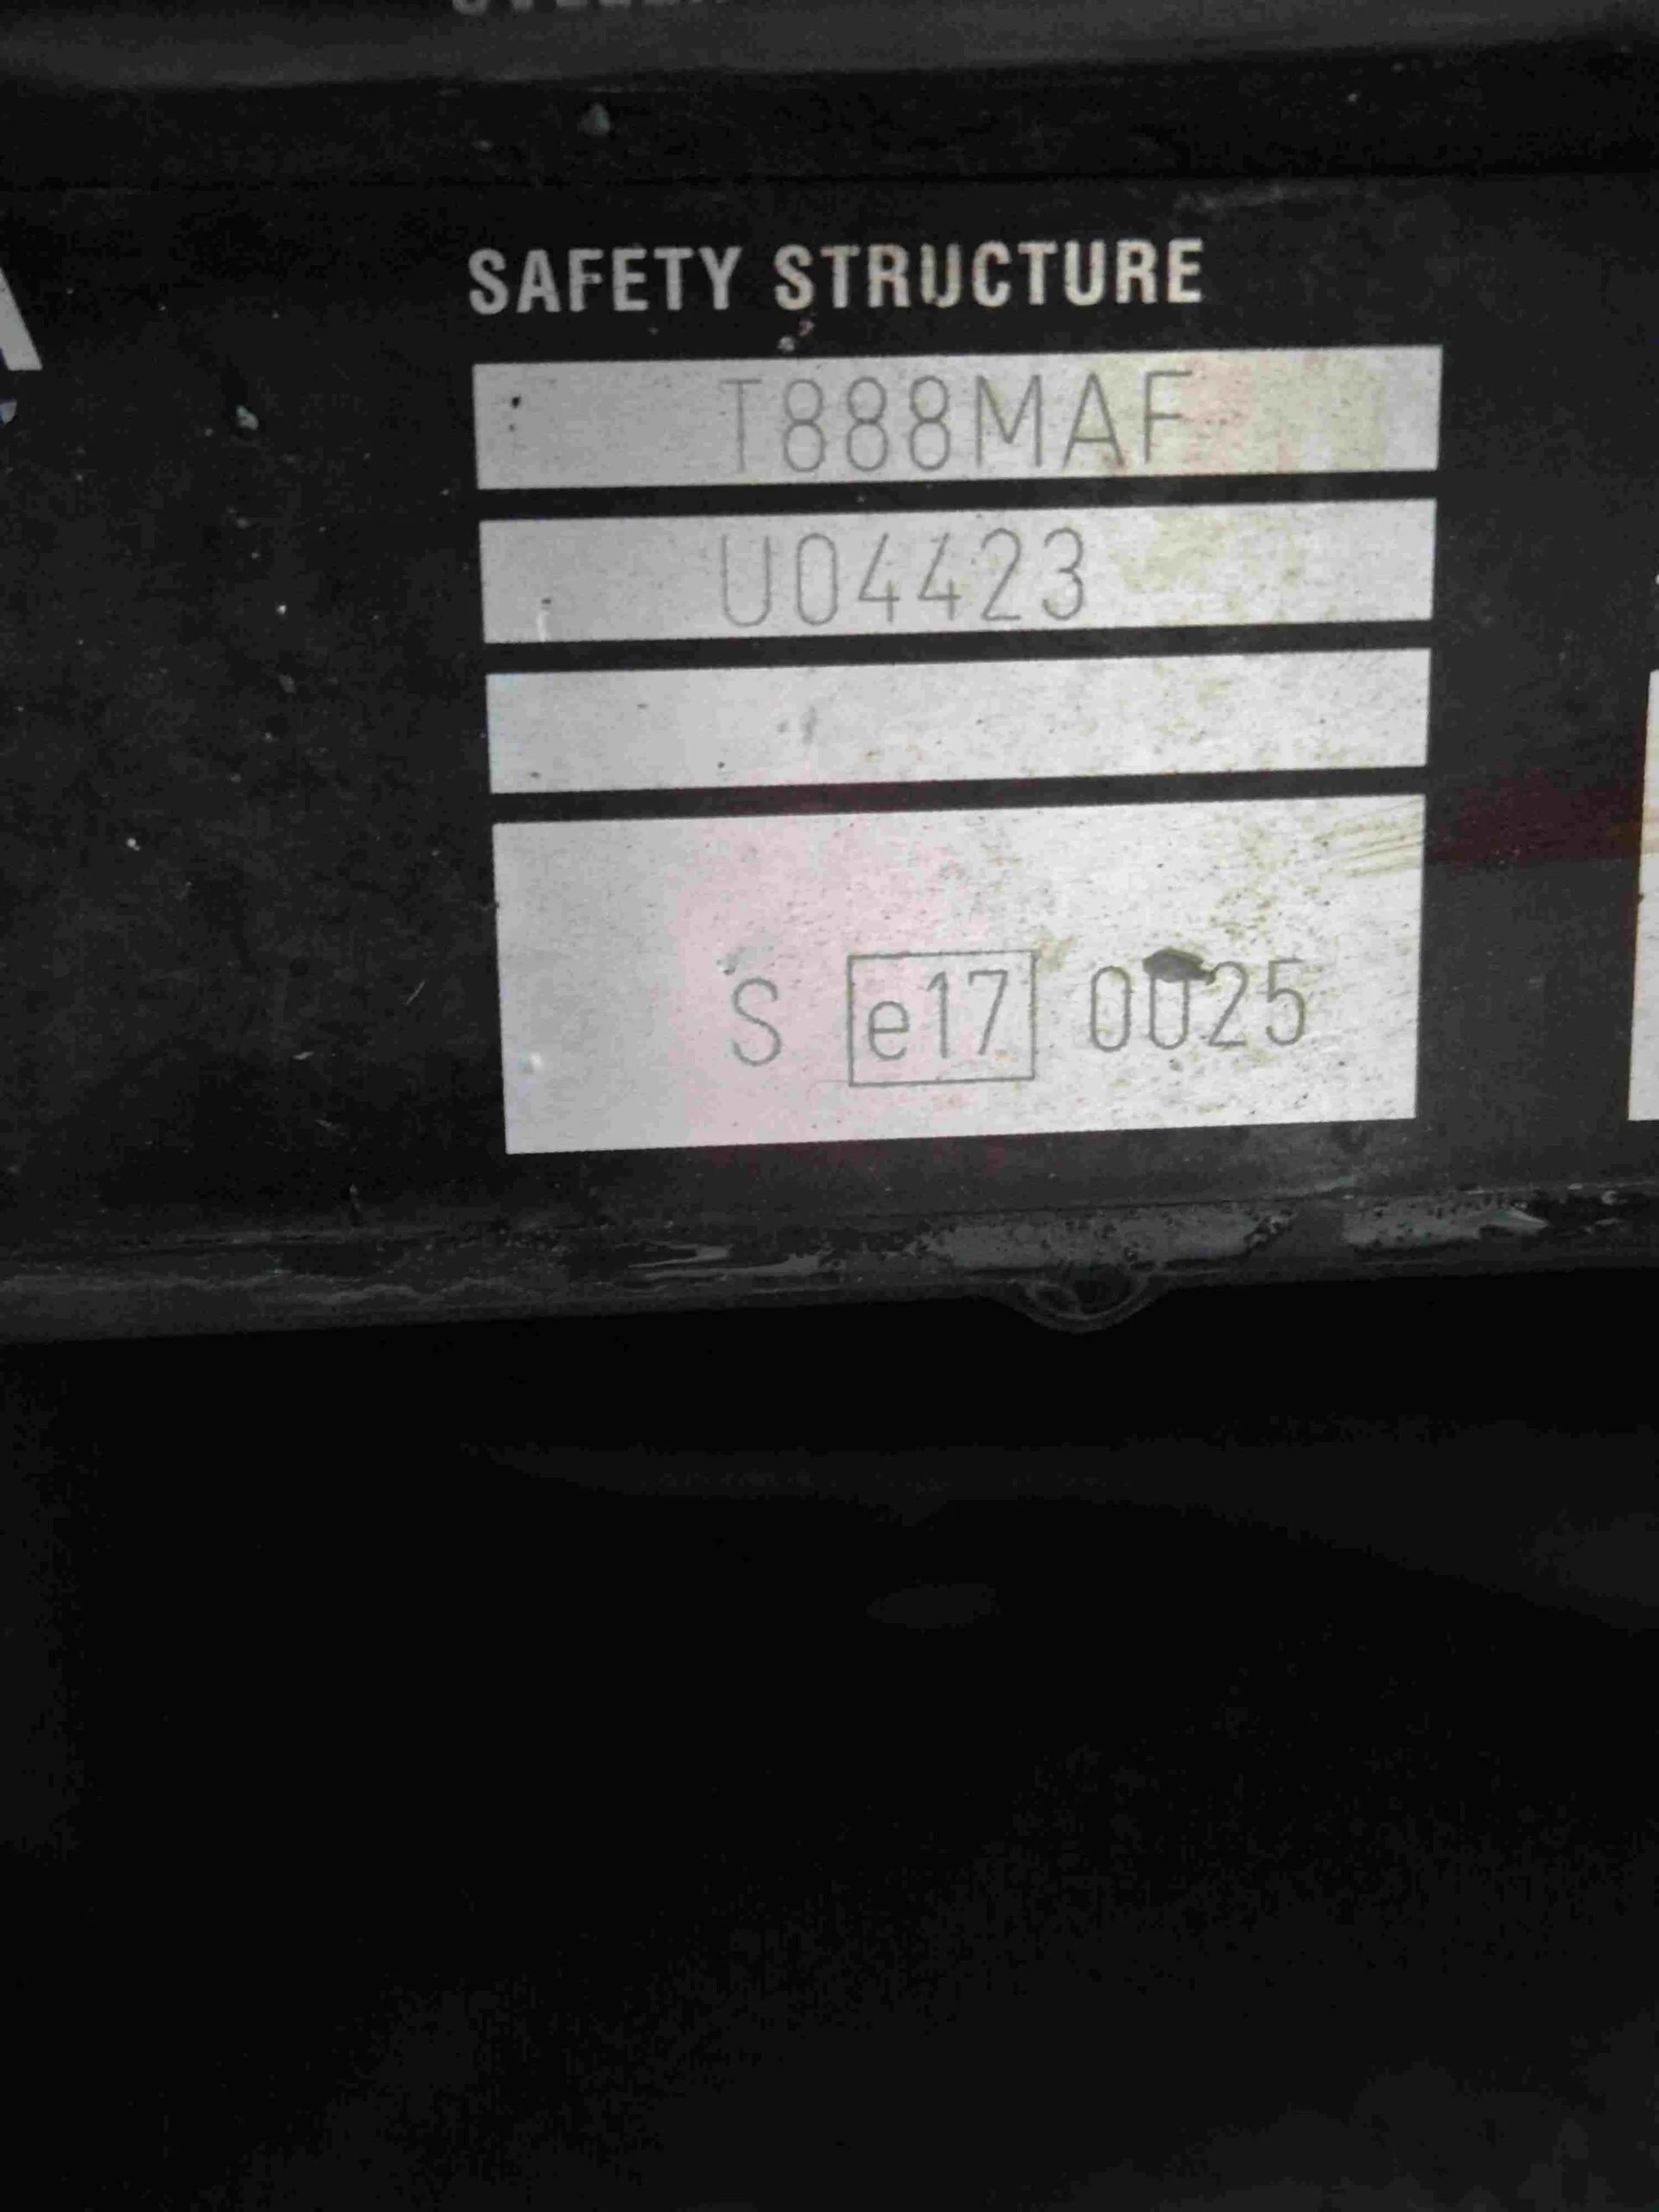 SAFETY STRUCTURE
T888MAF
U04423
S e17 0025